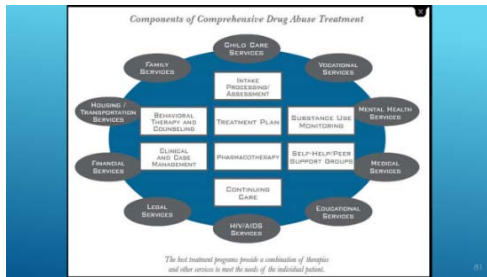 Components of Comprehensive Drug Abuse Treatment
CHILD CARE
SERVICES
FAMILY
SERVICES
VOCATIONAL
SERVICES
INTAKE
PROCESSING/
ASSESSMENT
HOUSING /
TRANSPORTATION
SERVICES
BEHAVIORAL
THERAPY AND
COUNSELING
TREATMENT PLAN
SUBSTANCE USE
MONITORING
MENTAL HEALTH
SERVICES
CLINICAL
AND CASE
MANAGEMENT
PHARMACOTHERAPY
SELF-HELP/PEER
SUPPORT GROUPS
FINANCIAL
SERVICES
MEDICAL
SERVICES
CONTINUING
CARE
LEGAL
SERVICES
EDUCATIONAL
SERVICES
HIV/AIDS
SERVICES
The best treatment programs provide a combination of therapies
and other services to meet the needs of the individual patient.
81